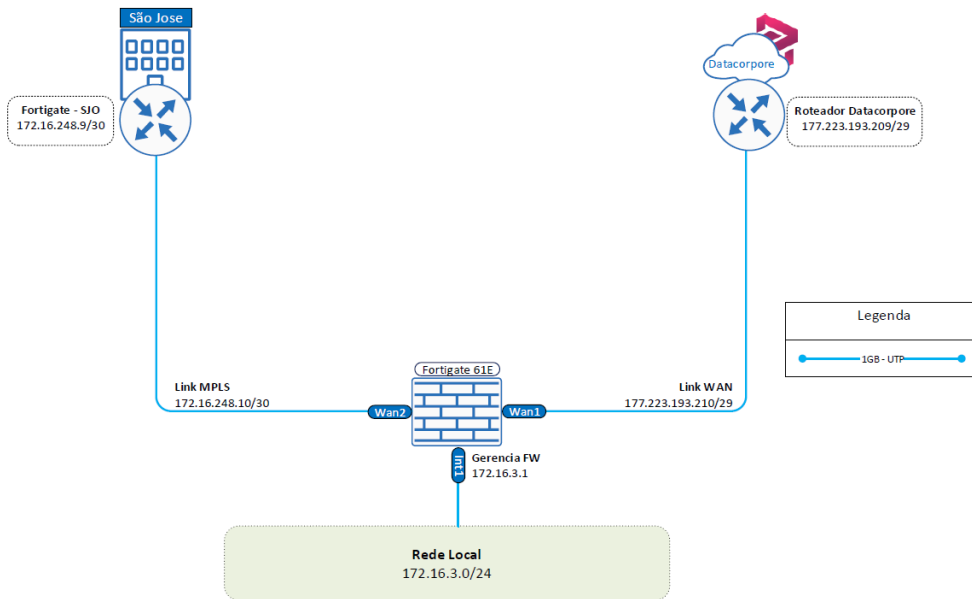 São Jose
Fortigate - SJO
172.16.248.9/30
Datacorpore
Roteador Datacorpore
177.223.193.209/29
Legenda
1GB - UTP
Fortigate 61E
Link MPLS
172.16.248.10/30
Wan2
Wan1
Link WAN
177.223.193.210/29
Int1
Gerencia FW
172.16.3.1
Rede Local
172.16.3.0/24